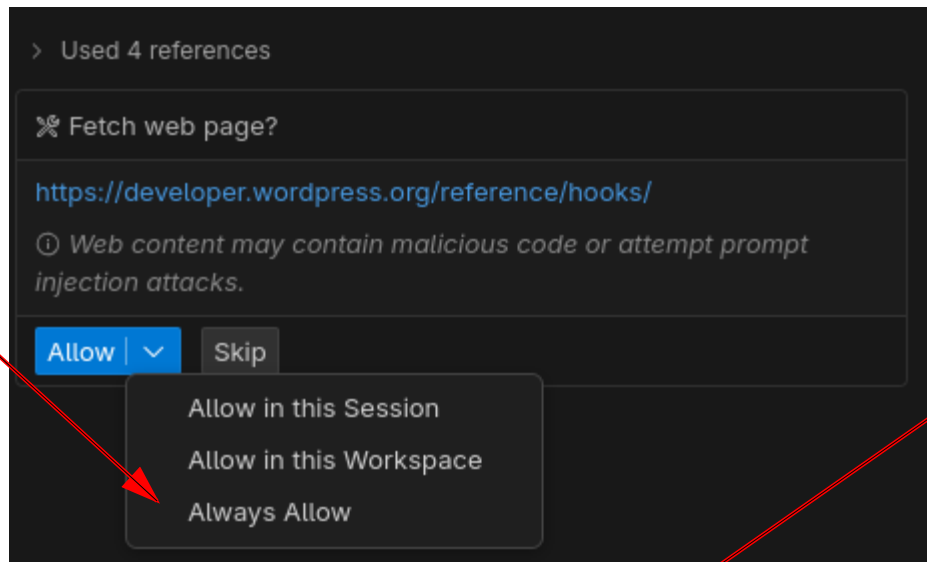 Used 4 references
Fetch web page?
https://developer.wordpress.org/reference/hooks/
Web content may contain malicious code or attempt prompt
injection attacks.
Allow
Skip
Allow in this Session
Allow in this Workspace
Always Allow